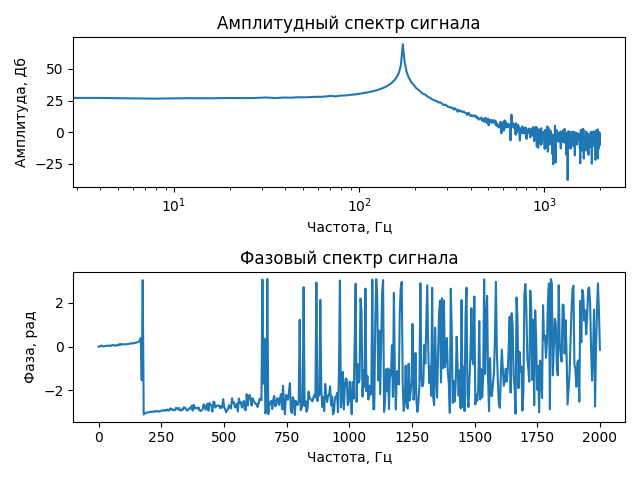 Амплитудный спектр сигнала
Амплитуда, Дб
50
25
0
−25
10¹ 10² 10³
Частота, Гц
Фазовый спектр сигнала
Фаза, рад
2
0
−2
0 250 500 750 1000 1250 1500 1750 2000
Частота, Гц